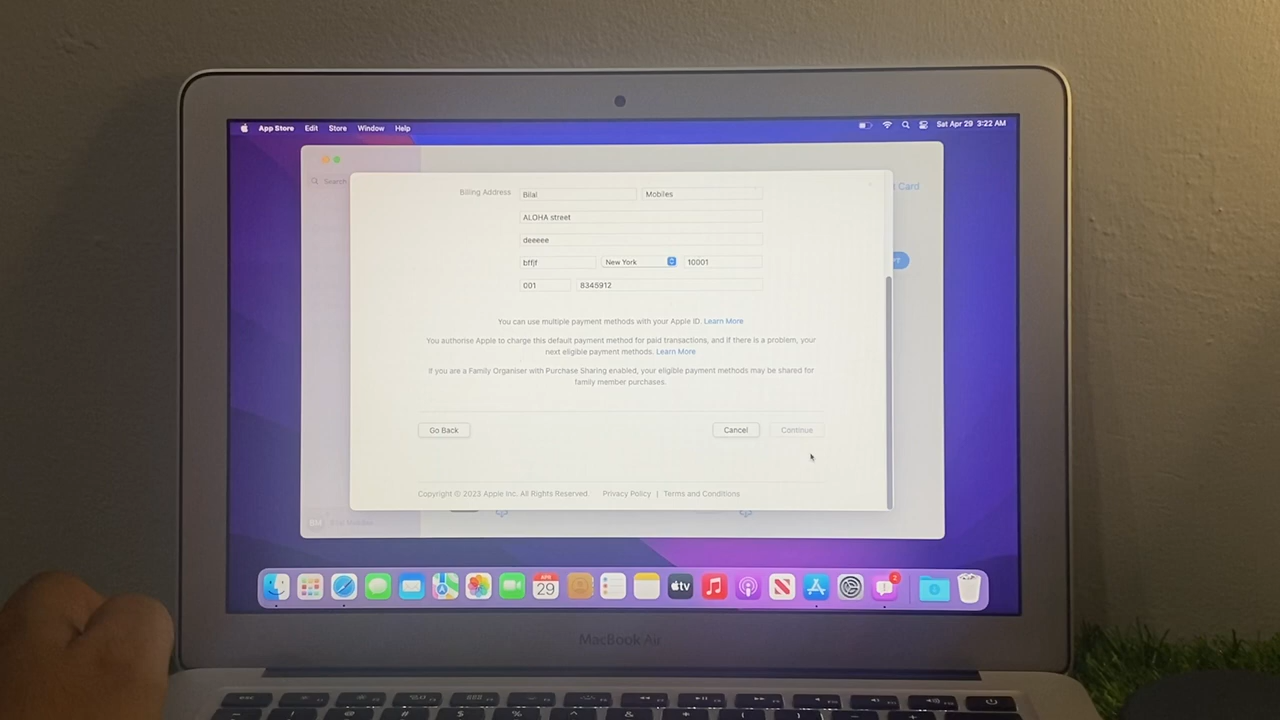 App Store Edit Store Window Help Sat Apr 29 3:22 AM
Search
Card
Billing Address Bilal Mobiles
ALOHA street
deeeee
bffjf New York 10001
001 8345912
You can use multiple payment methods with your Apple ID. Learn More
You authorise Apple to charge this default payment method for paid transactions, and if there is a problem, your
next eligible payment methods. Learn More
If you are a Family Organiser with Purchase Sharing enabled, your eligible payment methods may be shared for
family member purchases.
Go Back Cancel Continue
Copyright © 2023 Apple Inc. All Rights Reserved. Privacy Policy | Terms and Conditions
APR
29
tv
2
MacBook Air